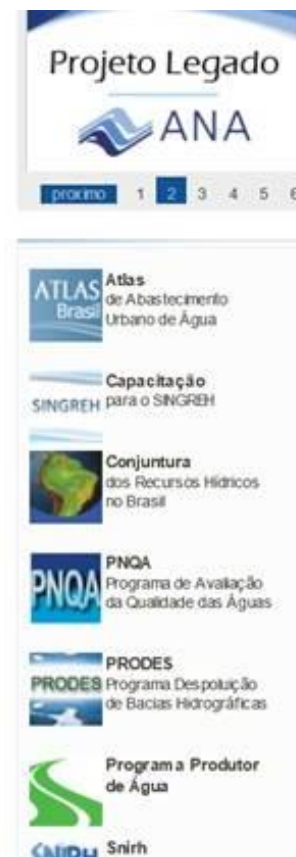 Projeto Legado
ANA
proximo 1 2 3 4 5 6
ATLAS
Brasil
Atlas
de Abastecimento
Urbano de Água
SINGREH
Capacitação
para o SINGREH
Conjuntura
dos Recursos Hídricos
no Brasil
PNQA
PNQA
Programa de Avaliação
da Qualidade das Águas
PRODES
PRODES
Programa Despoluição
de Bacias Hidrográficas
Programa Produtor
de Água
SNIRH
Snirh